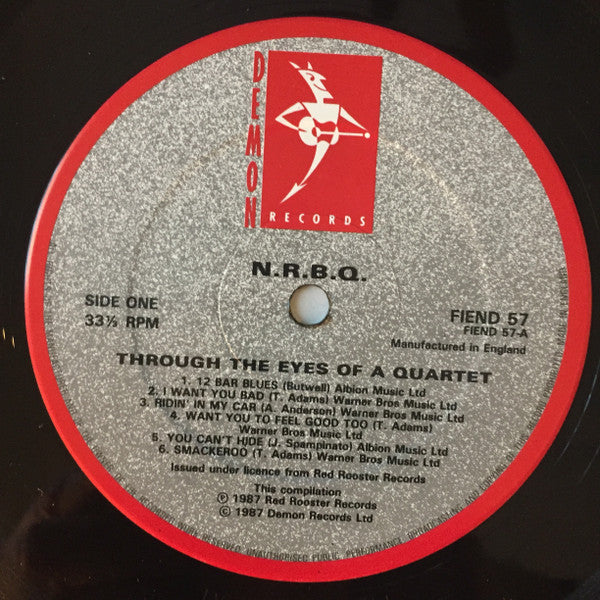 DEMON
RECORDS
N.R.B.Q.
SIDE ONE
33⅓ RPM
FIEND 57
FIEND 57-A
Manufactured in England
THROUGH THE EYES OF A QUARTET
1. 12 BAR BLUES (Butwell) Albion Music Ltd
2. I WANT YOU BAD (T. Adams) Warner Bros Music Ltd
3. RIDIN' IN MY CAR (A. Anderson) Warner Bros Music Ltd
4. WANT YOU TO FEEL GOOD TOO (T. Adams)
Warner Bros Music Ltd
5. YOU CAN'T HIDE (J. Spampinato) Albion Music Ltd
6. SMACKEROO (T. Adams) Warner Bros Music Ltd
Issued under licence from Red Rooster Records
This compilation
℗ 1987 Red Rooster Records
© 1987 Demon Records Ltd
RESERVED UNAUTHORISED PUBLIC PERFORMANCE